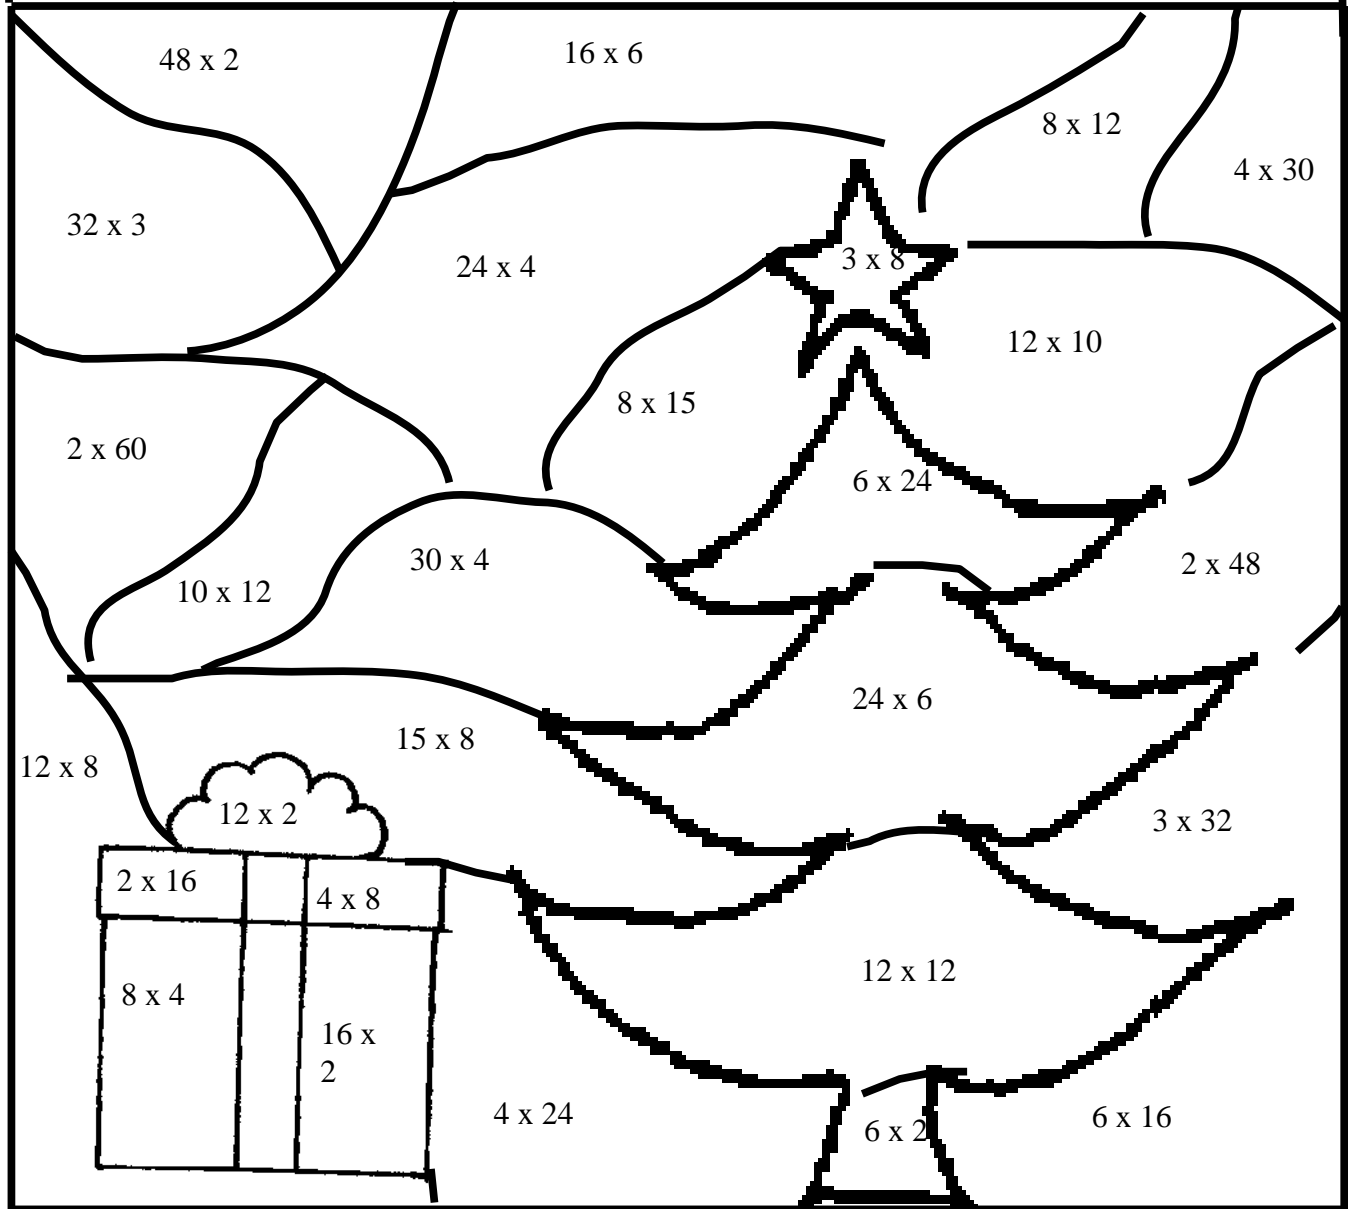 48 x 2
16 x 6
8 x 12
4 x 30
32 x 3
24 x 4
3 x 8
12 x 10
8 x 15
2 x 60
6 x 24
30 x 4
2 x 48
10 x 12
24 x 6
15 x 8
12 x 8
12 x 2
3 x 32
2 x 16
4 x 8
12 x 12
8 x 4
16 x
2
4 x 24
6 x 2
6 x 16